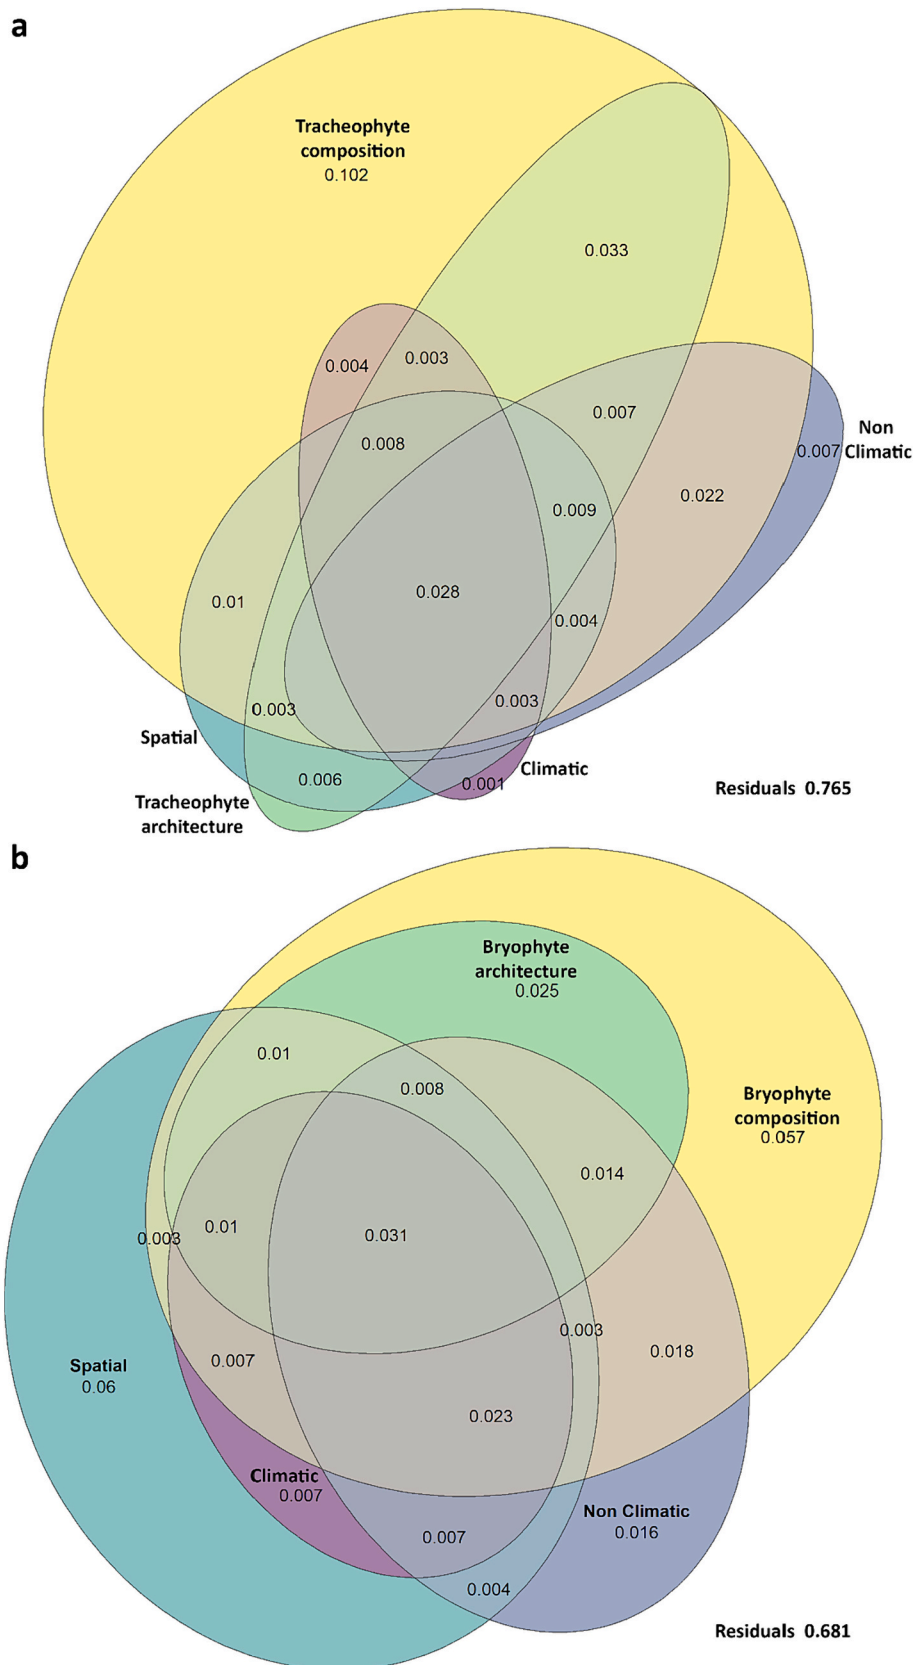 a
Tracheophyte
composition
0.102
0.033
0.004
0.003
0.007
Non
Climatic
0.007
0.008
0.022
0.009
0.028
0.01
0.004
0.003
0.003
Spatial
0.006
Climatic
0.001
Tracheophyte
architecture
Residuals 0.765
b
Bryophyte
architecture
0.025
0.01
0.008
Bryophyte
composition
0.057
0.014
0.01
0.031
0.003
0.003
0.018
0.007
Spatial
0.06
0.023
Climatic
0.007
Non Climatic
0.016
0.007
0.004
Residuals 0.681